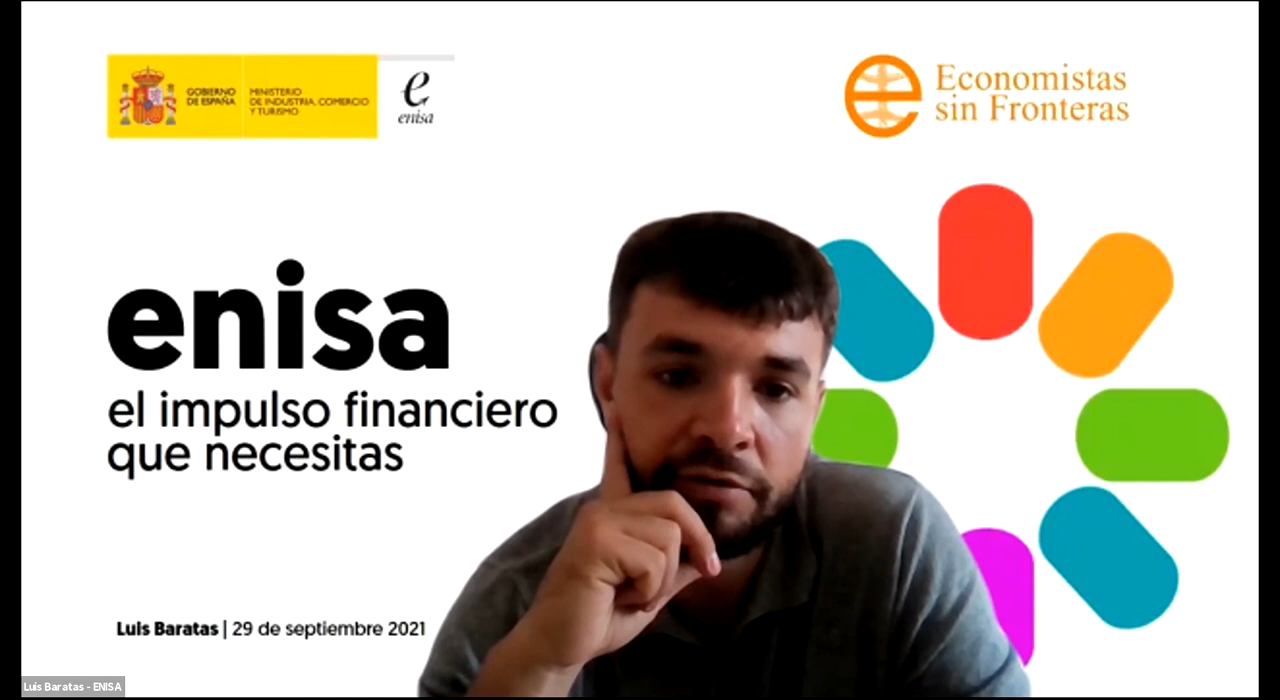 GOBIERNO
DE ESPAÑA
MINISTERIO
DE INDUSTRIA, COMERCIO
Y TURISMO
e
enisa
Economistas
sin Fronteras
enisa
el impulso financiero
que necesitas
Luis Baratas | 29 de septiembre 2021
Luis Baratas - ENISA